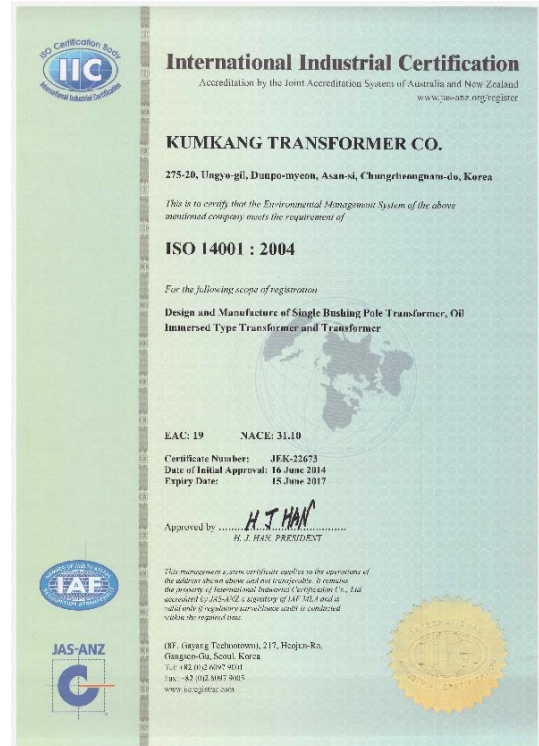 ISO Certification Body
IIC
International Industrial Certification
International Industrial Certification
Accreditation by the Joint Accreditation System of Australia and New Zealand
www.jas-anz.org/register
KUMKANG TRANSFORMER CO.
275-20, Ungyo-gil, Dunpo-myeon, Asan-si, Chungcheongnam-do, Korea
This is to certify that the Environmental Management System of the above
mentioned company meets the requirement of
ISO 14001 : 2004
For the following scope of registration
Design and Manufacture of Single Bushing Pole Transformer, Oil
Immersed Type Transformer and Transformer
EAC: 19 NACE: 31.10
Certificate Number: JEK-22673
Date of Initial Approval: 16 June 2014
Expiry Date: 15 June 2017
Approved by H J HAN
H. J. HAN, PRESIDENT
This management system certificate applies to the operations of
the address shown above and not transferable. It remains
the property of International Industrial Certification Co., Ltd
accredited by JAS-ANZ a signatory of IAF MLA and is
valid only if regulatory surveillance audit is conducted
within the required time.
IAF
JAS-ANZ
(8F, Gayang Technotown), 217, Heojun-Ro,
Gangseo-Gu, Seoul, Korea
Tel: +82 (0)2 6097 9001
Fax: +82 (0)2 6097 9005
www.iicregistrar.com